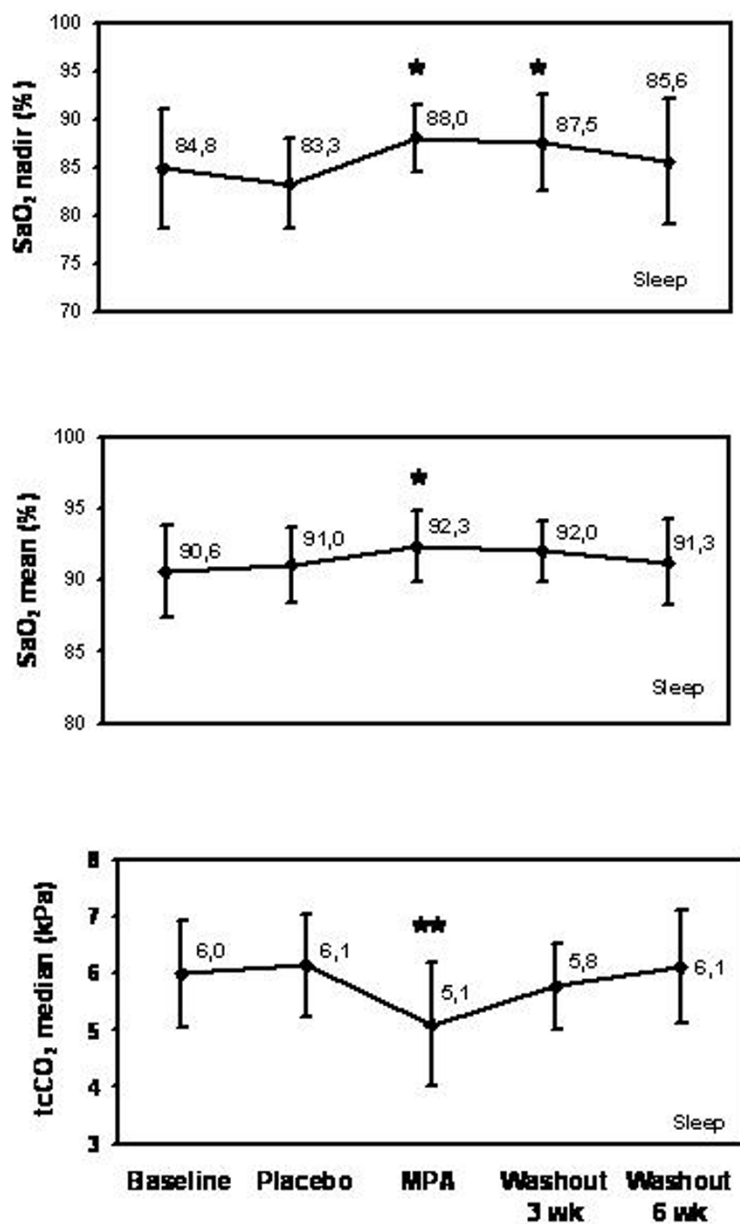 100
95
90
85
80
75
70
SaO₂ nadir (%)
★ ★
84,8 83,3 88,0 87,5 85,6
Sleep
100
95
90
85
80
SaO₂ mean (%)
★
90,6 91,0 92,3 92,0 91,3
Sleep
8
7
6
5
4
3
tcCO₂ median (kPa)
★★
6,0 6,1 5,1 5,8 6,1
Sleep
Baseline Placebo MPA Washout Washout
3 wk 6 wk